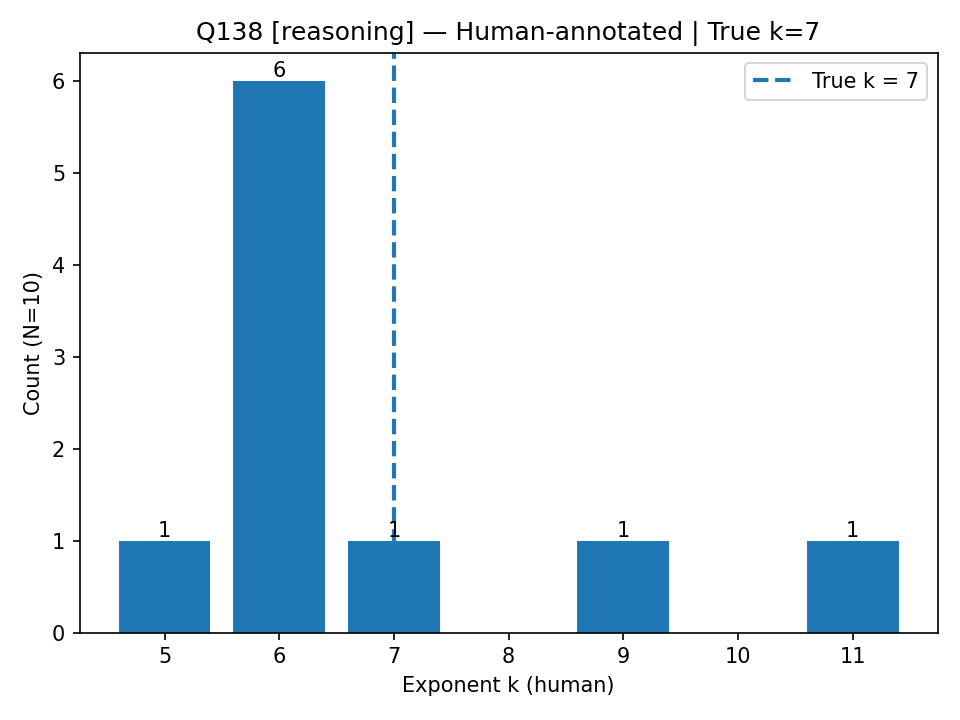 Q138 [reasoning] — Human-annotated | True k=7
True k = 7
Count (N=10)
6
5
4
3
2
1
0
1
6
1
1
1
5 6 7 8 9 10 11
Exponent k (human)